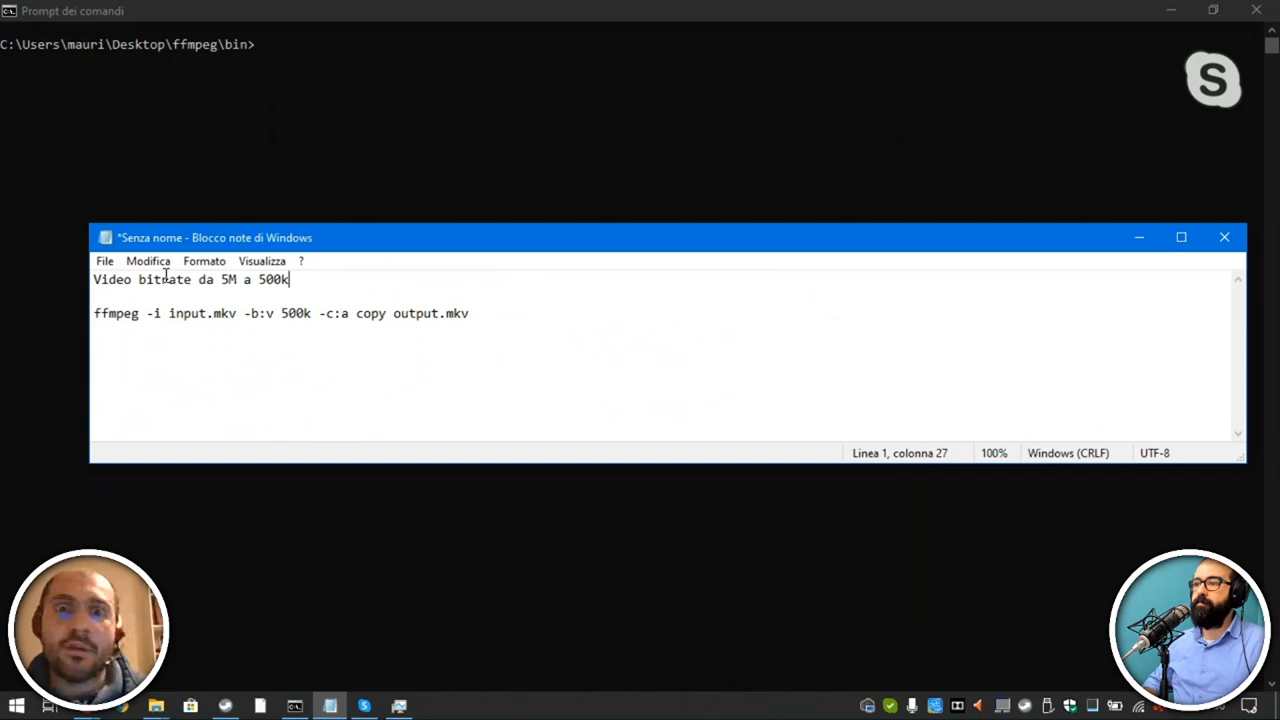 Prompt dei comandi
C:\Users\mauri\Desktop\ffmpeg\bin>
S
*Senza nome - Blocco note di Windows
File Modifica Formato Visualizza ?
Video bitrate da 5M a 500k
ffmpeg -i input.mkv -b:v 500k -c:a copy output.mkv
Linea 1, colonna 27 100% Windows (CRLF) UTF-8